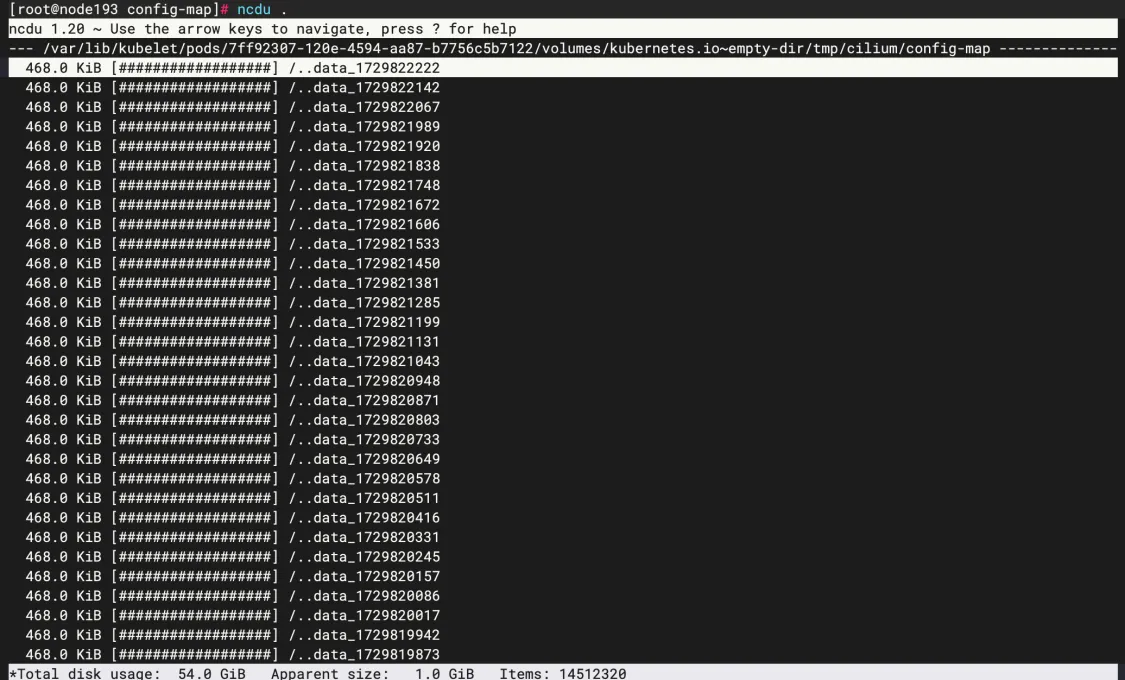 [root@node193 config-map]# ncdu .
ncdu 1.20 ~ Use the arrow keys to navigate, press ? for help
--- /var/lib/kubelet/pods/7ff92307-120e-4594-aa87-b7756c5b7122/volumes/kubernetes.io~empty-dir/tmp/cilium/config-map --------------
468.0 KiB [##################] /..data_1729822222
468.0 KiB [##################] /..data_1729822142
468.0 KiB [##################] /..data_1729822067
468.0 KiB [##################] /..data_1729821989
468.0 KiB [##################] /..data_1729821920
468.0 KiB [##################] /..data_1729821838
468.0 KiB [##################] /..data_1729821748
468.0 KiB [##################] /..data_1729821672
468.0 KiB [##################] /..data_1729821606
468.0 KiB [##################] /..data_1729821533
468.0 KiB [##################] /..data_1729821450
468.0 KiB [##################] /..data_1729821381
468.0 KiB [##################] /..data_1729821285
468.0 KiB [##################] /..data_1729821199
468.0 KiB [##################] /..data_1729821131
468.0 KiB [##################] /..data_1729821043
468.0 KiB [##################] /..data_1729820948
468.0 KiB [##################] /..data_1729820871
468.0 KiB [##################] /..data_1729820803
468.0 KiB [##################] /..data_1729820733
468.0 KiB [##################] /..data_1729820649
468.0 KiB [##################] /..data_1729820578
468.0 KiB [##################] /..data_1729820511
468.0 KiB [##################] /..data_1729820416
468.0 KiB [##################] /..data_1729820331
468.0 KiB [##################] /..data_1729820245
468.0 KiB [##################] /..data_1729820157
468.0 KiB [##################] /..data_1729820086
468.0 KiB [##################] /..data_1729820017
468.0 KiB [##################] /..data_1729819942
468.0 KiB [##################] /..data_1729819873
*Total disk usage: 54.0 GiB Apparent size: 1.0 GiB Items: 14512320